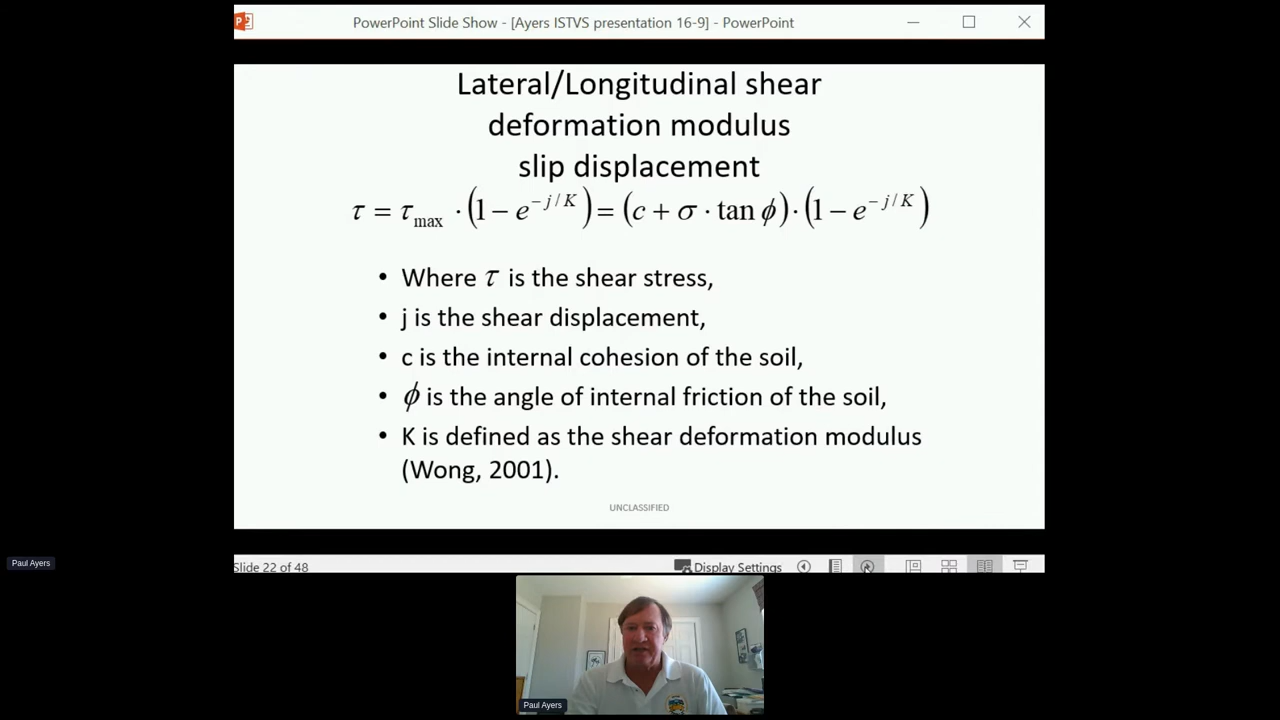 PowerPoint Slide Show - [Ayers ISTVS presentation 16-9] - PowerPoint
Lateral/Longitudinal shear
deformation modulus
slip displacement
τ = τmax · (1 − e^{−j/K}) = (c + σ · tan ϕ) · (1 − e^{−j/K})
• Where τ is the shear stress,
• j is the shear displacement,
• c is the internal cohesion of the soil,
• ϕ is the angle of internal friction of the soil,
• K is defined as the shear deformation modulus
(Wong, 2001).
UNCLASSIFIED
Slide 22 of 48
Display Settings
Paul Ayers
Paul Ayers